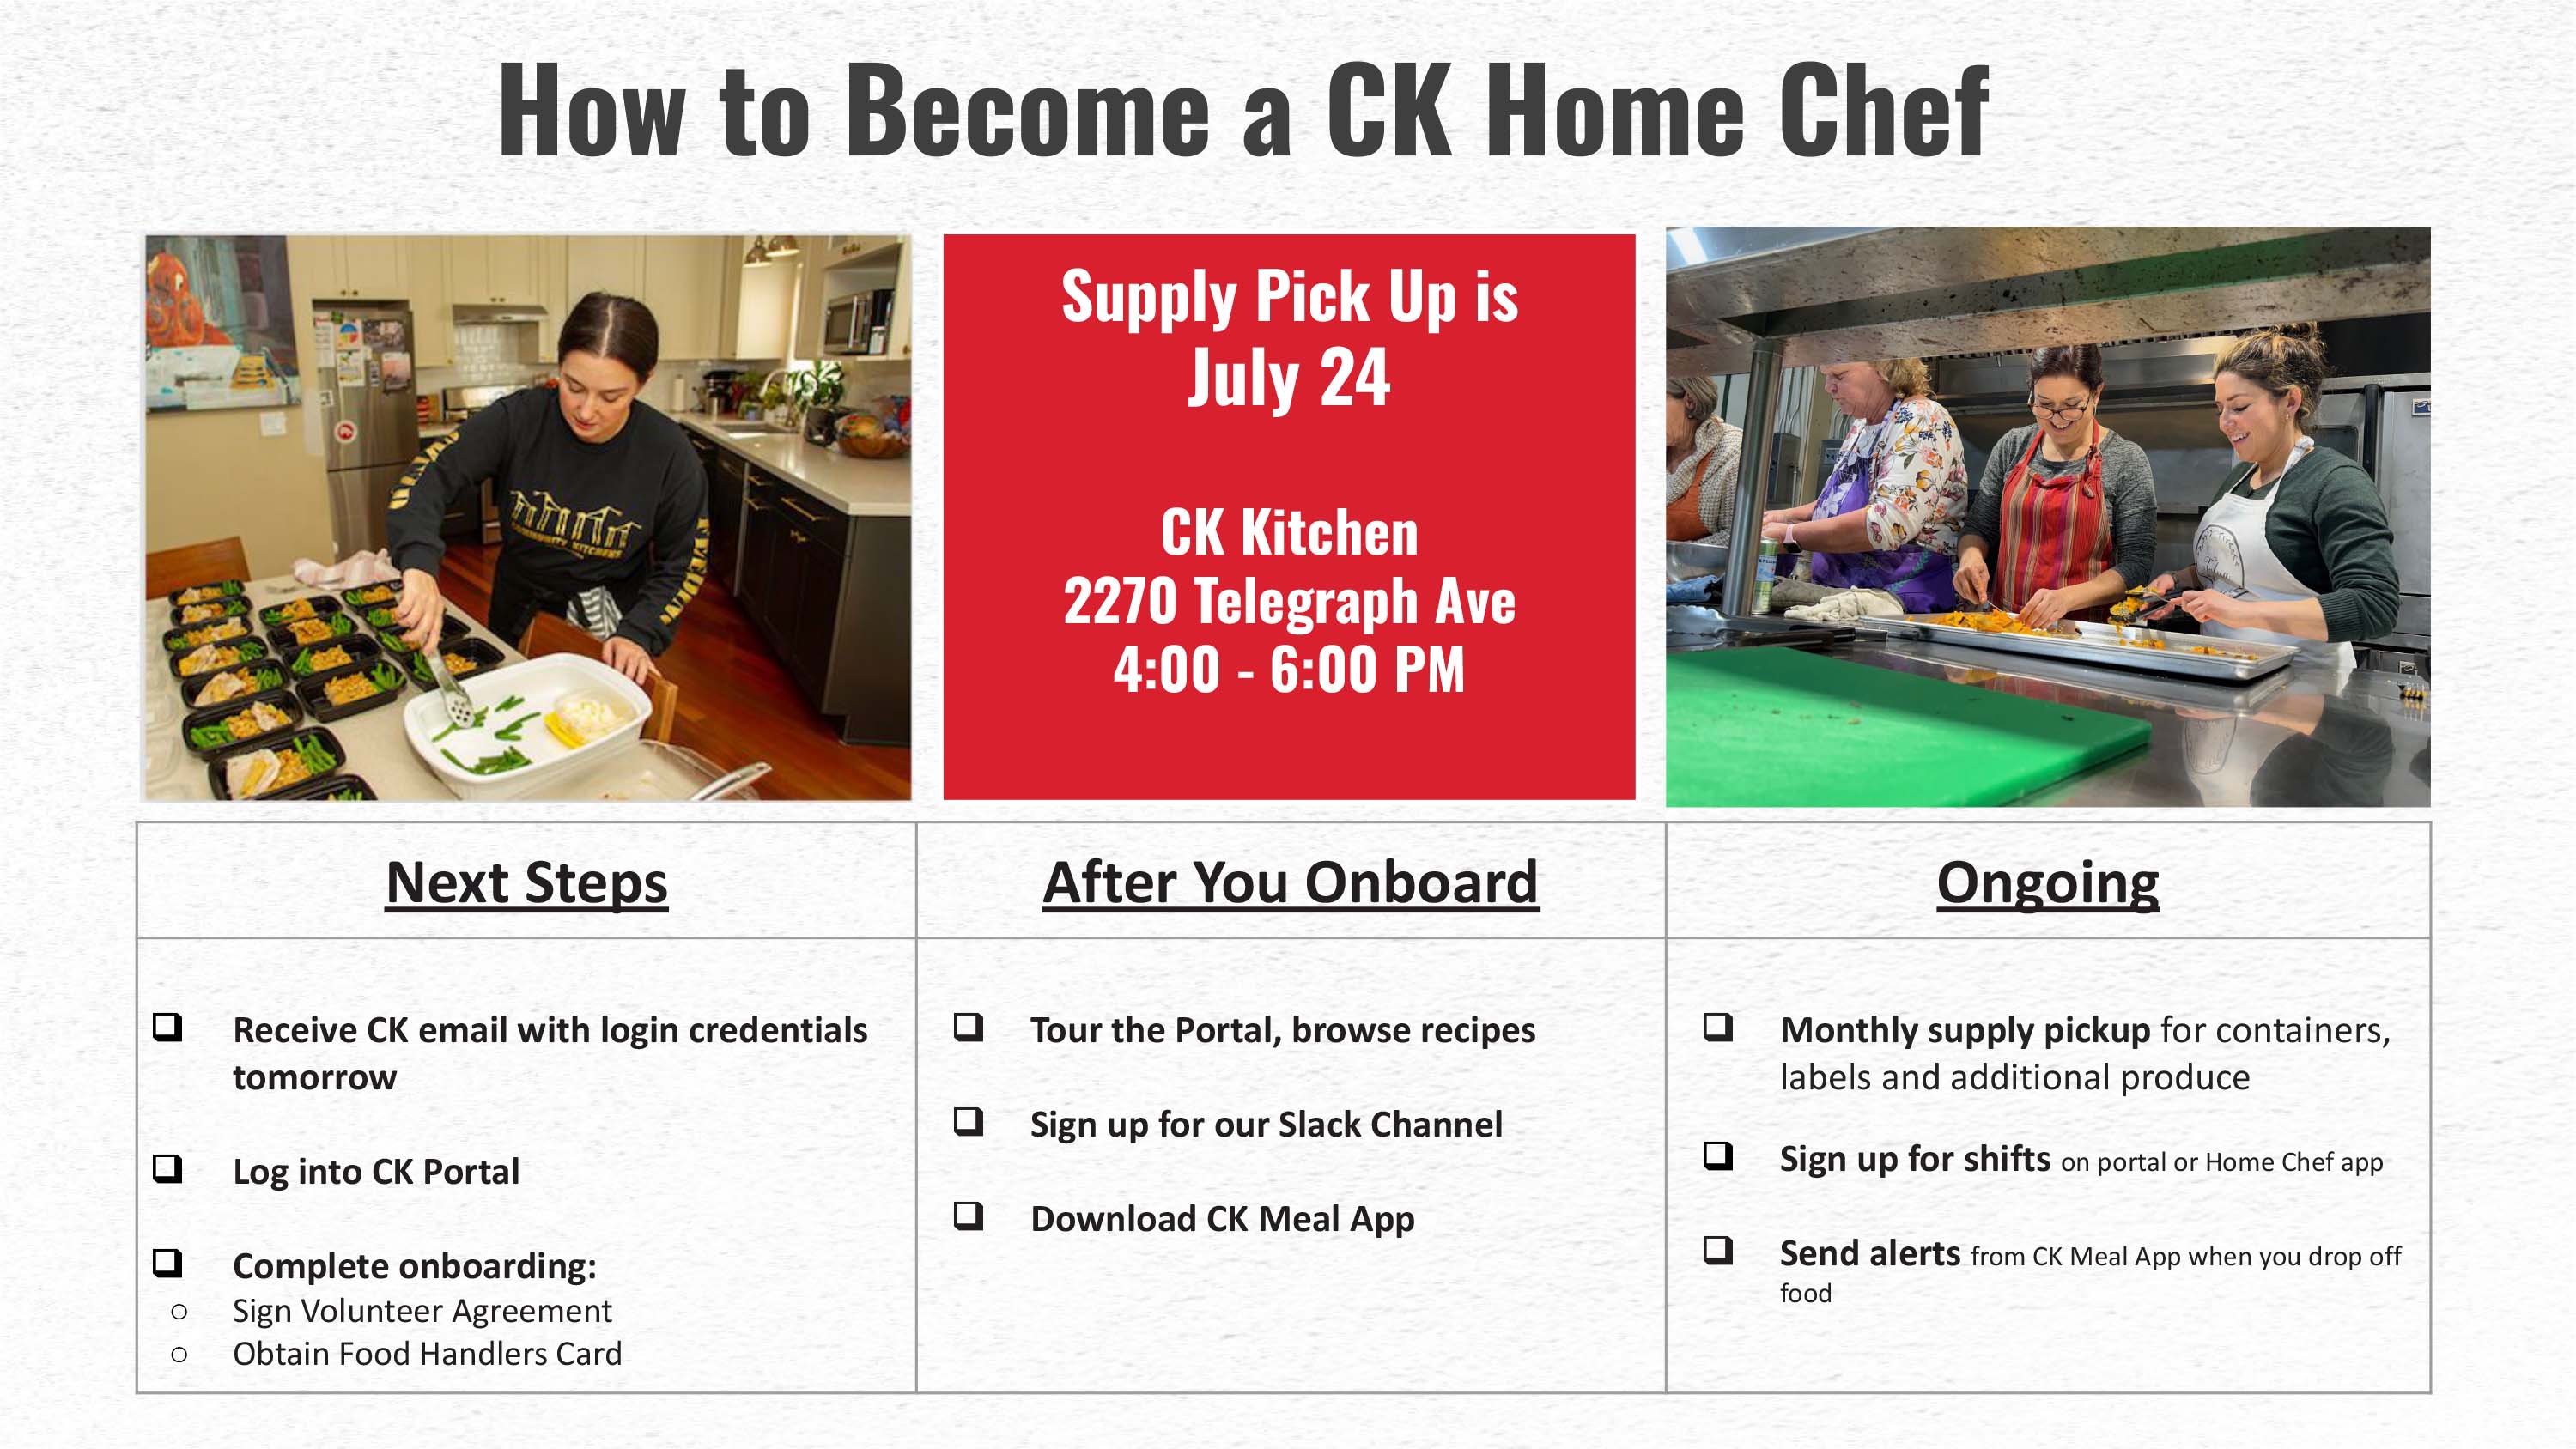 How to Become a CK Home Chef
COMMUNITY KITCHENS
Supply Pick Up is
July 24
CK Kitchen
2270 Telegraph Ave
4:00 - 6:00 PM
Next Steps
After You Onboard
Ongoing
❏ Receive CK email with login credentials
tomorrow
❏ Log into CK Portal
❏ Complete onboarding:
○ Sign Volunteer Agreement
○ Obtain Food Handlers Card
❏ Tour the Portal, browse recipes
❏ Sign up for our Slack Channel
❏ Download CK Meal App
❏ Monthly supply pickup for containers,
labels and additional produce
❏ Sign up for shifts on portal or Home Chef app
❏ Send alerts from CK Meal App when you drop off
food